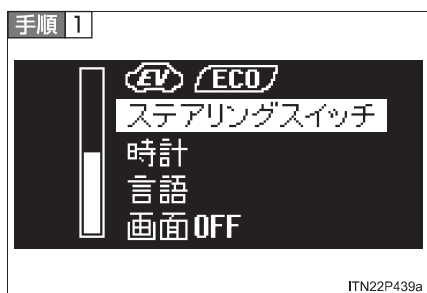 手順 1
EV ECO
ステアリングスイッチ
時計
言語
画面OFF
ITN22P439a